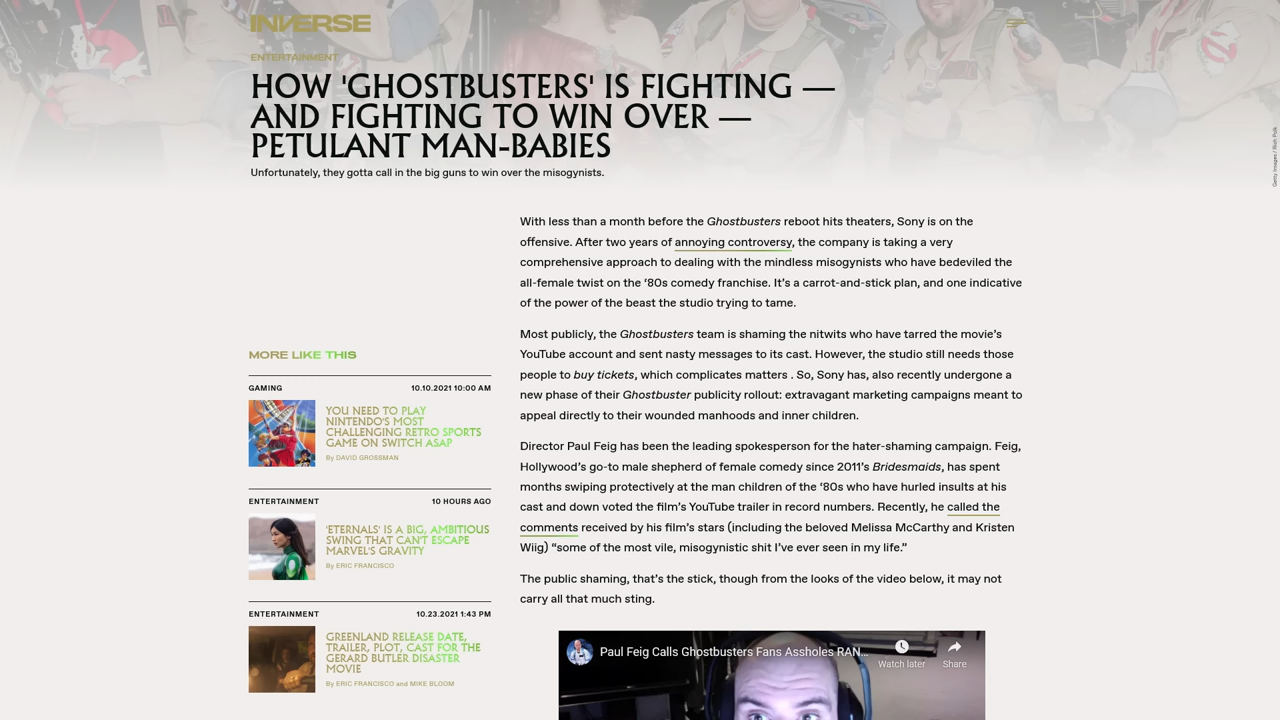 INVERSE
ENTERTAINMENT
HOW 'GHOSTBUSTERS' IS FIGHTING —
AND FIGHTING TO WIN OVER —
PETULANT MAN-BABIES
Unfortunately, they gotta call in the big guns to win over the misogynists.
Getty Images / Rich Polk
With less than a month before the Ghostbusters reboot hits theaters, Sony is on the
offensive. After two years of annoying controversy, the company is taking a very
comprehensive approach to dealing with the mindless misogynists who have bedeviled the
all-female twist on the ‘80s comedy franchise. It’s a carrot-and-stick plan, and one indicative
of the power of the beast the studio trying to tame.
Most publicly, the Ghostbusters team is shaming the nitwits who have tarred the movie’s
YouTube account and sent nasty messages to its cast. However, the studio still needs those
people to buy tickets, which complicates matters . So, Sony has, also recently undergone a
new phase of their Ghostbuster publicity rollout: extravagant marketing campaigns meant to
appeal directly to their wounded manhoods and inner children.
Director Paul Feig has been the leading spokesperson for the hater-shaming campaign. Feig,
Hollywood’s go-to male shepherd of female comedy since 2011’s Bridesmaids, has spent
months swiping protectively at the man children of the ‘80s who have hurled insults at his
cast and down voted the film’s YouTube trailer in record numbers. Recently, he called the
comments received by his film’s stars (including the beloved Melissa McCarthy and Kristen
Wiig) “some of the most vile, misogynistic shit I’ve ever seen in my life.”
The public shaming, that’s the stick, though from the looks of the video below, it may not
carry all that much sting.
Paul Feig Calls Ghostbusters Fans Assholes RAN...
Watch later
Share
MORE LIKE THIS
GAMING 10.10.2021 10:00 AM
YOU NEED TO PLAY
NINTENDO'S MOST
CHALLENGING RETRO SPORTS
GAME ON SWITCH ASAP
By DAVID GROSSMAN
ENTERTAINMENT 10 HOURS AGO
'ETERNALS' IS A BIG, AMBITIOUS
SWING THAT CAN'T ESCAPE
MARVEL'S GRAVITY
By ERIC FRANCISCO
ENTERTAINMENT 10.23.2021 1:43 PM
GREENLAND RELEASE DATE,
TRAILER, PLOT, CAST FOR THE
GERARD BUTLER DISASTER
MOVIE
By ERIC FRANCISCO and MIKE BLOOM